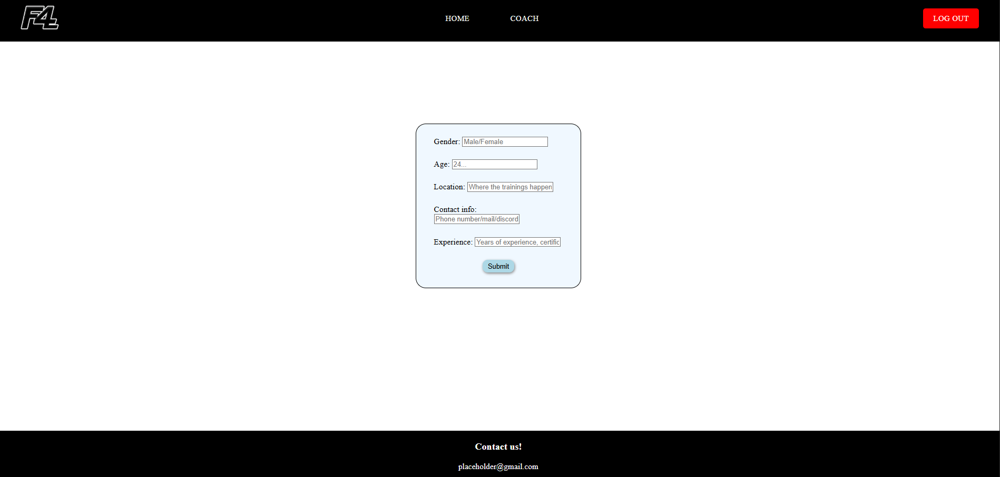 F4L
HOME COACH LOG OUT
Gender: Male/Female
Age: 24...
Location: Where the trainings happen
Contact info:
Phone number/mail/discord
Experience: Years of experience, certific
Submit
Contact us!
placeholder@gmail.com